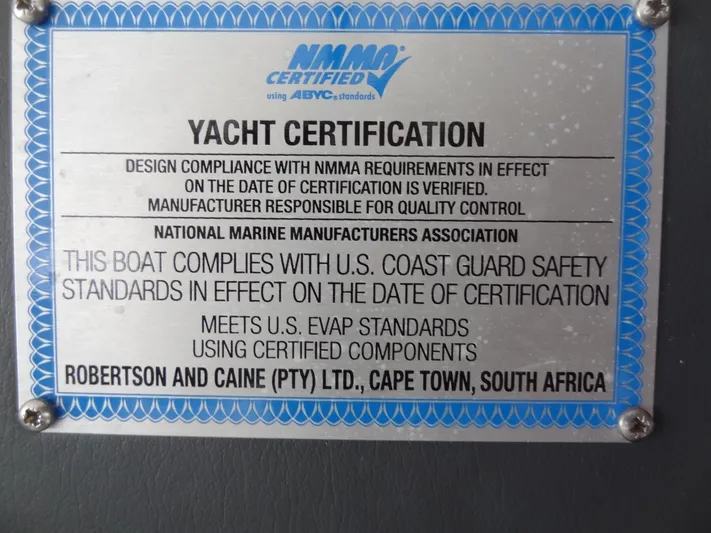 NMMA®
CERTIFIED
using ABYC® standards
YACHT CERTIFICATION
DESIGN COMPLIANCE WITH NMMA REQUIREMENTS IN EFFECT
ON THE DATE OF CERTIFICATION IS VERIFIED.
MANUFACTURER RESPONSIBLE FOR QUALITY CONTROL
NATIONAL MARINE MANUFACTURERS ASSOCIATION
THIS BOAT COMPLIES WITH U.S. COAST GUARD SAFETY
STANDARDS IN EFFECT ON THE DATE OF CERTIFICATION
MEETS U.S. EVAP STANDARDS
USING CERTIFIED COMPONENTS
ROBERTSON AND CAINE (PTY) LTD., CAPE TOWN, SOUTH AFRICA